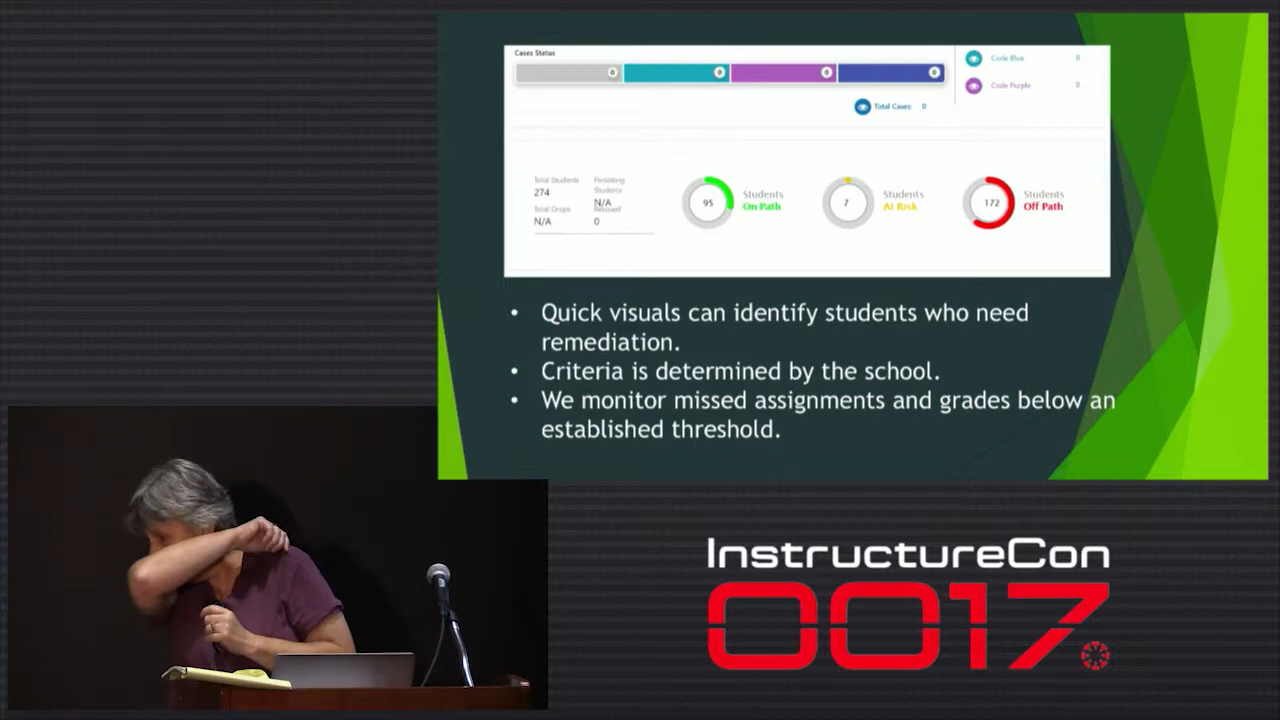 Cases Status
0 0 0 0
Code Blue 0
Code Purple 0
Total Cases: 0
Total Students
274
Persisting
Students
N/A
Total Drops
N/A
Rescued
0
95
Students
On Path
7
Students
At Risk
172
Students
Off Path
• Quick visuals can identify students who need
remediation.
• Criteria is determined by the school.
• We monitor missed assignments and grades below an
established threshold.
InstructureCon
0017